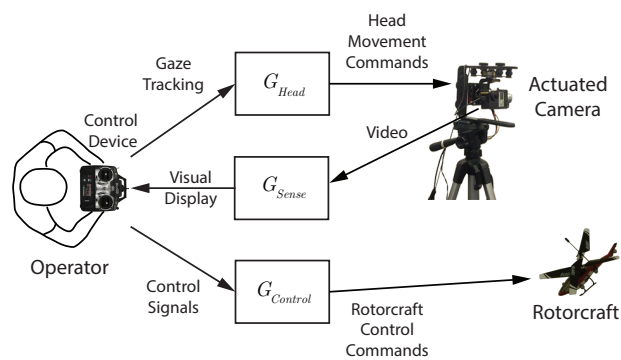 Head
Movement
Commands
Gaze
Tracking
G_Head
Actuated
Camera
Control
Device
Video
Visual
Display
G_Sense
Operator
Control
Signals
G_Control
Rotorcraft
Control
Commands
Rotorcraft